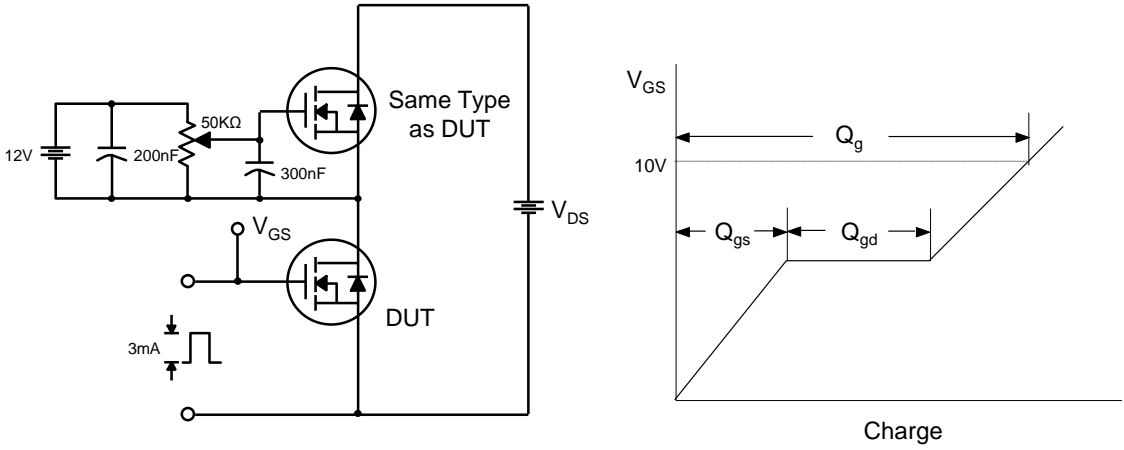 Same Type
as DUT
50KΩ
12V
200nF
300nF
V_DS
V_GS
DUT
3mA
V_GS
Q_g
10V
Q_gs
Q_gd
Charge